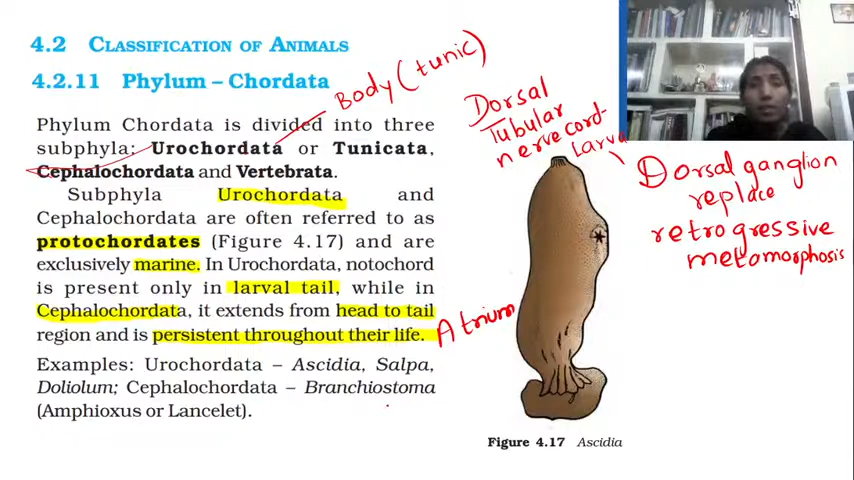 4.2 CLASSIFICATION OF ANIMALS
4.2.11 Phylum – Chordata
Body (tunic)
Phylum Chordata is divided into three
subphyla: Urochordata or Tunicata,
Cephalochordata and Vertebrata.
Subphyla Urochordata and
Cephalochordata are often referred to as
protochordates (Figure 4.17) and are
exclusively marine. In Urochordata, notochord
is present only in larval tail, while in
Cephalochordata, it extends from head to tail
region and is persistent throughout their life.
Examples: Urochordata – Ascidia, Salpa,
Doliolum; Cephalochordata – Branchiostoma
(Amphioxus or Lancelet).
Dorsal
Tubular
nerve cord-
Larva
Dorsal ganglion
replace
retrogressive
metamorphosis
Atrium
Figure 4.17 Ascidia